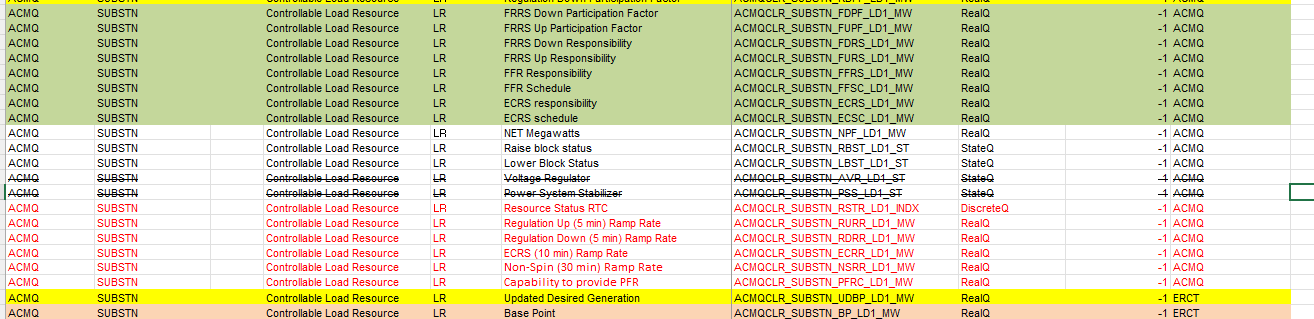 ACMQ SUBSTN Controllable Load Resource LR FRRS Down Participation Factor ACMQCLR_SUBSTN_FDPF_LD1_MW RealQ -1 ACMQ
ACMQ SUBSTN Controllable Load Resource LR FRRS Up Participation Factor ACMQCLR_SUBSTN_FUPF_LD1_MW RealQ -1 ACMQ
ACMQ SUBSTN Controllable Load Resource LR FRRS Down Responsibility ACMQCLR_SUBSTN_FDRS_LD1_MW RealQ -1 ACMQ
ACMQ SUBSTN Controllable Load Resource LR FRRS Up Responsibility ACMQCLR_SUBSTN_FURS_LD1_MW RealQ -1 ACMQ
ACMQ SUBSTN Controllable Load Resource LR FFR Responsibility ACMQCLR_SUBSTN_FFRS_LD1_MW RealQ -1 ACMQ
ACMQ SUBSTN Controllable Load Resource LR FFR Schedule ACMQCLR_SUBSTN_FFSC_LD1_MW RealQ -1 ACMQ
ACMQ SUBSTN Controllable Load Resource LR ECRS responsibility ACMQCLR_SUBSTN_ECRS_LD1_MW RealQ -1 ACMQ
ACMQ SUBSTN Controllable Load Resource LR ECRS schedule ACMQCLR_SUBSTN_ECSC_LD1_MW RealQ -1 ACMQ
ACMQ SUBSTN Controllable Load Resource LR NET Megawatts ACMQCLR_SUBSTN_NPF_LD1_MW RealQ -1 ACMQ
ACMQ SUBSTN Controllable Load Resource LR Raise block status ACMQCLR_SUBSTN_RBST_LD1_ST StateQ -1 ACMQ
ACMQ SUBSTN Controllable Load Resource LR Lower Block Status ACMQCLR_SUBSTN_LBST_LD1_ST StateQ -1 ACMQ
ACMQ SUBSTN Controllable Load Resource LR Voltage Regulator ACMQCLR_SUBSTN_AVR_LD1_ST StateQ -1 ACMQ
ACMQ SUBSTN Controllable Load Resource LR Power System Stabilizer ACMQCLR_SUBSTN_PSS_LD1_ST StateQ -1 ACMQ
ACMQ SUBSTN Controllable Load Resource LR Resource Status RTC ACMQCLR_SUBSTN_RSTR_LD1_INDX DiscreteQ -1 ACMQ
ACMQ SUBSTN Controllable Load Resource LR Regulation Up (5 min) Ramp Rate ACMQCLR_SUBSTN_RURR_LD1_MW RealQ -1 ACMQ
ACMQ SUBSTN Controllable Load Resource LR Regulation Down (5 min) Ramp Rate ACMQCLR_SUBSTN_RDRR_LD1_MW RealQ -1 ACMQ
ACMQ SUBSTN Controllable Load Resource LR ECRS (10 min) Ramp Rate ACMQCLR_SUBSTN_ECRR_LD1_MW RealQ -1 ACMQ
ACMQ SUBSTN Controllable Load Resource LR Non-Spin (30 min) Ramp Rate ACMQCLR_SUBSTN_NSRR_LD1_MW RealQ -1 ACMQ
ACMQ SUBSTN Controllable Load Resource LR Capability to provide PFR ACMQCLR_SUBSTN_PFRC_LD1_MW RealQ -1 ACMQ
ACMQ SUBSTN Controllable Load Resource LR Updated Desired Generation ACMQCLR_SUBSTN_UDBP_LD1_MW RealQ -1 ERCT
ACMQ SUBSTN Controllable Load Resource LR Base Point ACMQCLR_SUBSTN_BP_LD1_MW RealQ -1 ERCT